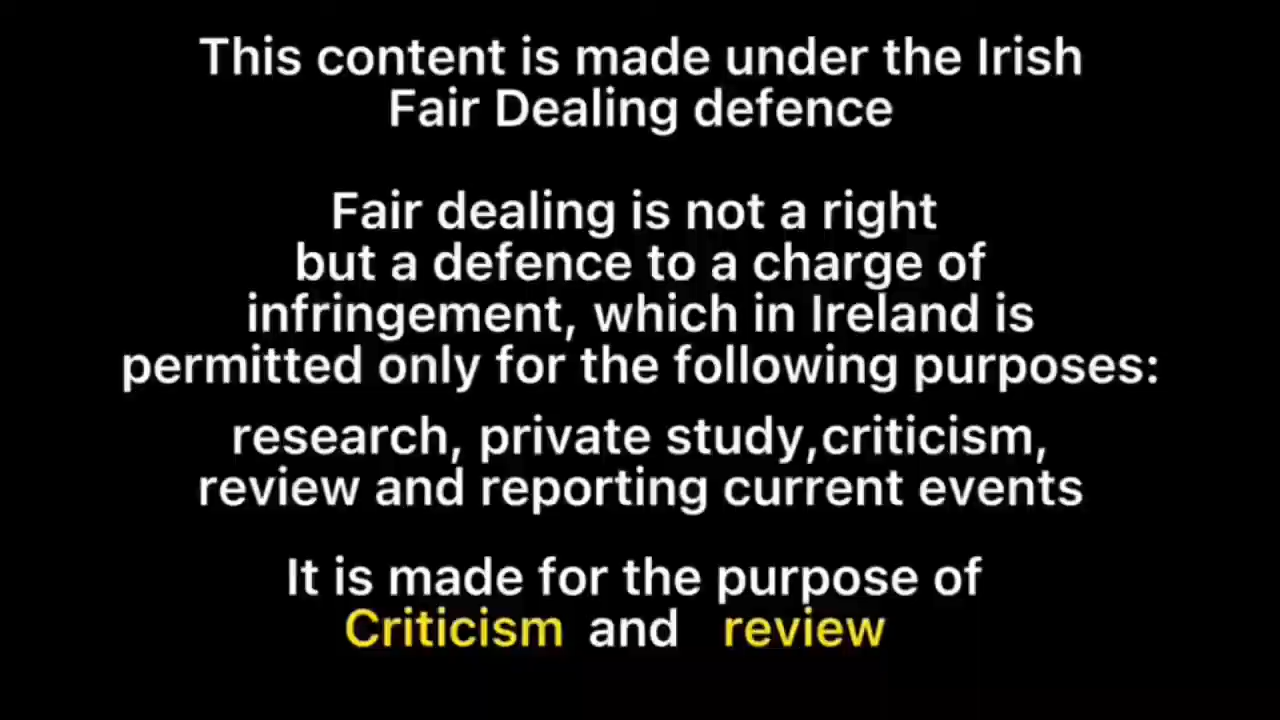 This content is made under the Irish
Fair Dealing defence
Fair dealing is not a right
but a defence to a charge of
infringement, which in Ireland is
permitted only for the following purposes:
research, private study,criticism,
review and reporting current events
It is made for the purpose of
Criticism and review